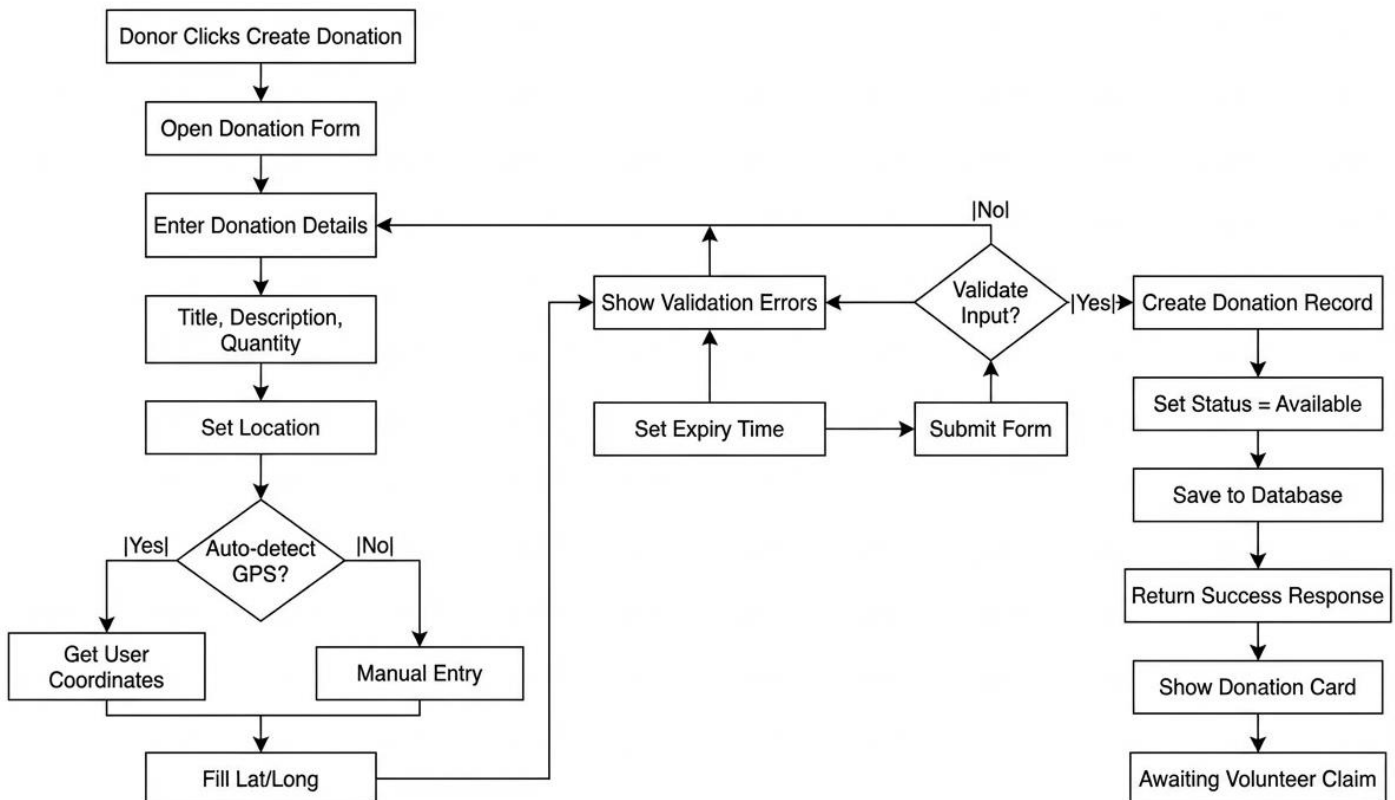 Donor Clicks Create Donation
Open Donation Form
Enter Donation Details
Title, Description,
Quantity
Set Location
Auto-detect
GPS?
|Yes|
|No|
Get User
Coordinates
Manual Entry
Fill Lat/Long
Show Validation Errors
Set Expiry Time
Submit Form
Validate
Input?
|No|
|Yes|
Create Donation Record
Set Status = Available
Save to Database
Return Success Response
Show Donation Card
Awaiting Volunteer Claim